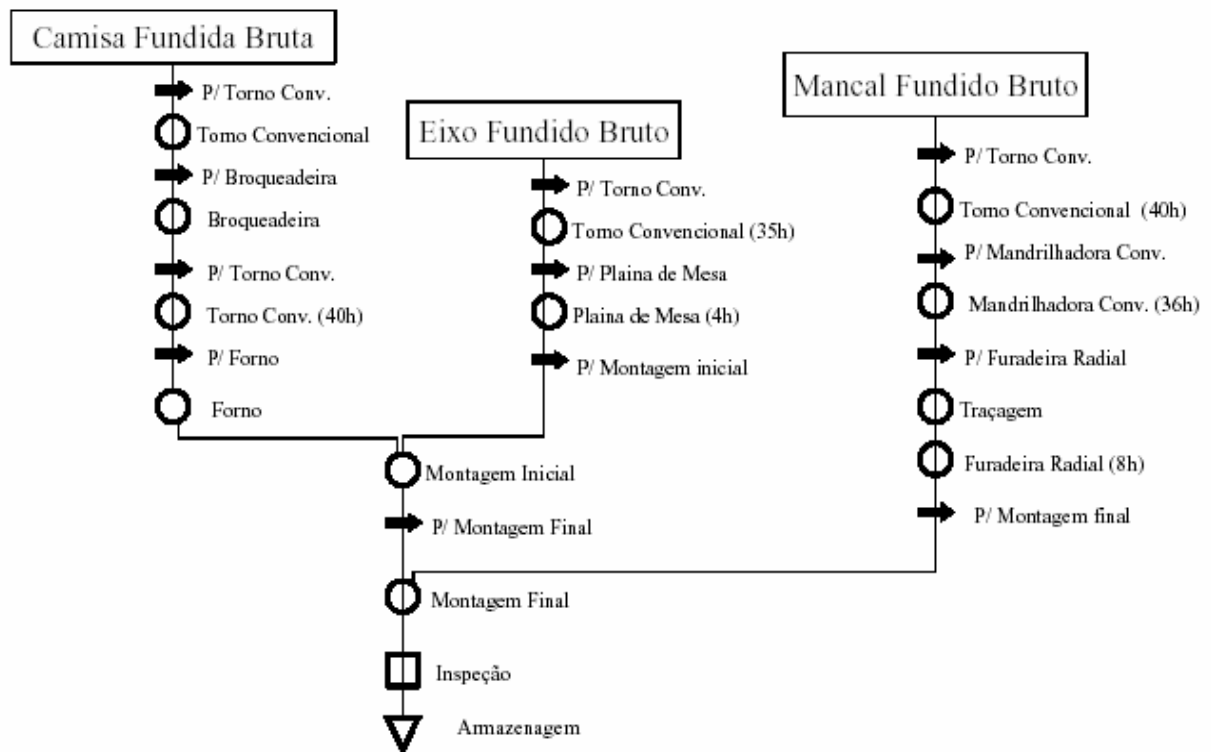 Camisa Fundida Bruta
P/ Torno Conv.
Torno Convencional
P/ Broqueadeira
Broqueadeira
P/ Torno Conv.
Torno Conv. (40h)
P/ Forno
Forno
Eixo Fundido Bruto
P/ Torno Conv.
Torno Convencional (35h)
P/ Plaina de Mesa
Plaina de Mesa (4h)
P/ Montagem inicial
Mancal Fundido Bruto
P/ Torno Conv.
Torno Convencional (40h)
P/ Mandrilhadora Conv.
Mandrilhadora Conv. (36h)
P/ Furadeira Radial
Traçagem
Furadeira Radial (8h)
P/ Montagem final
Montagem Inicial
P/ Montagem Final
Montagem Final
Inspeção
Armazenagem